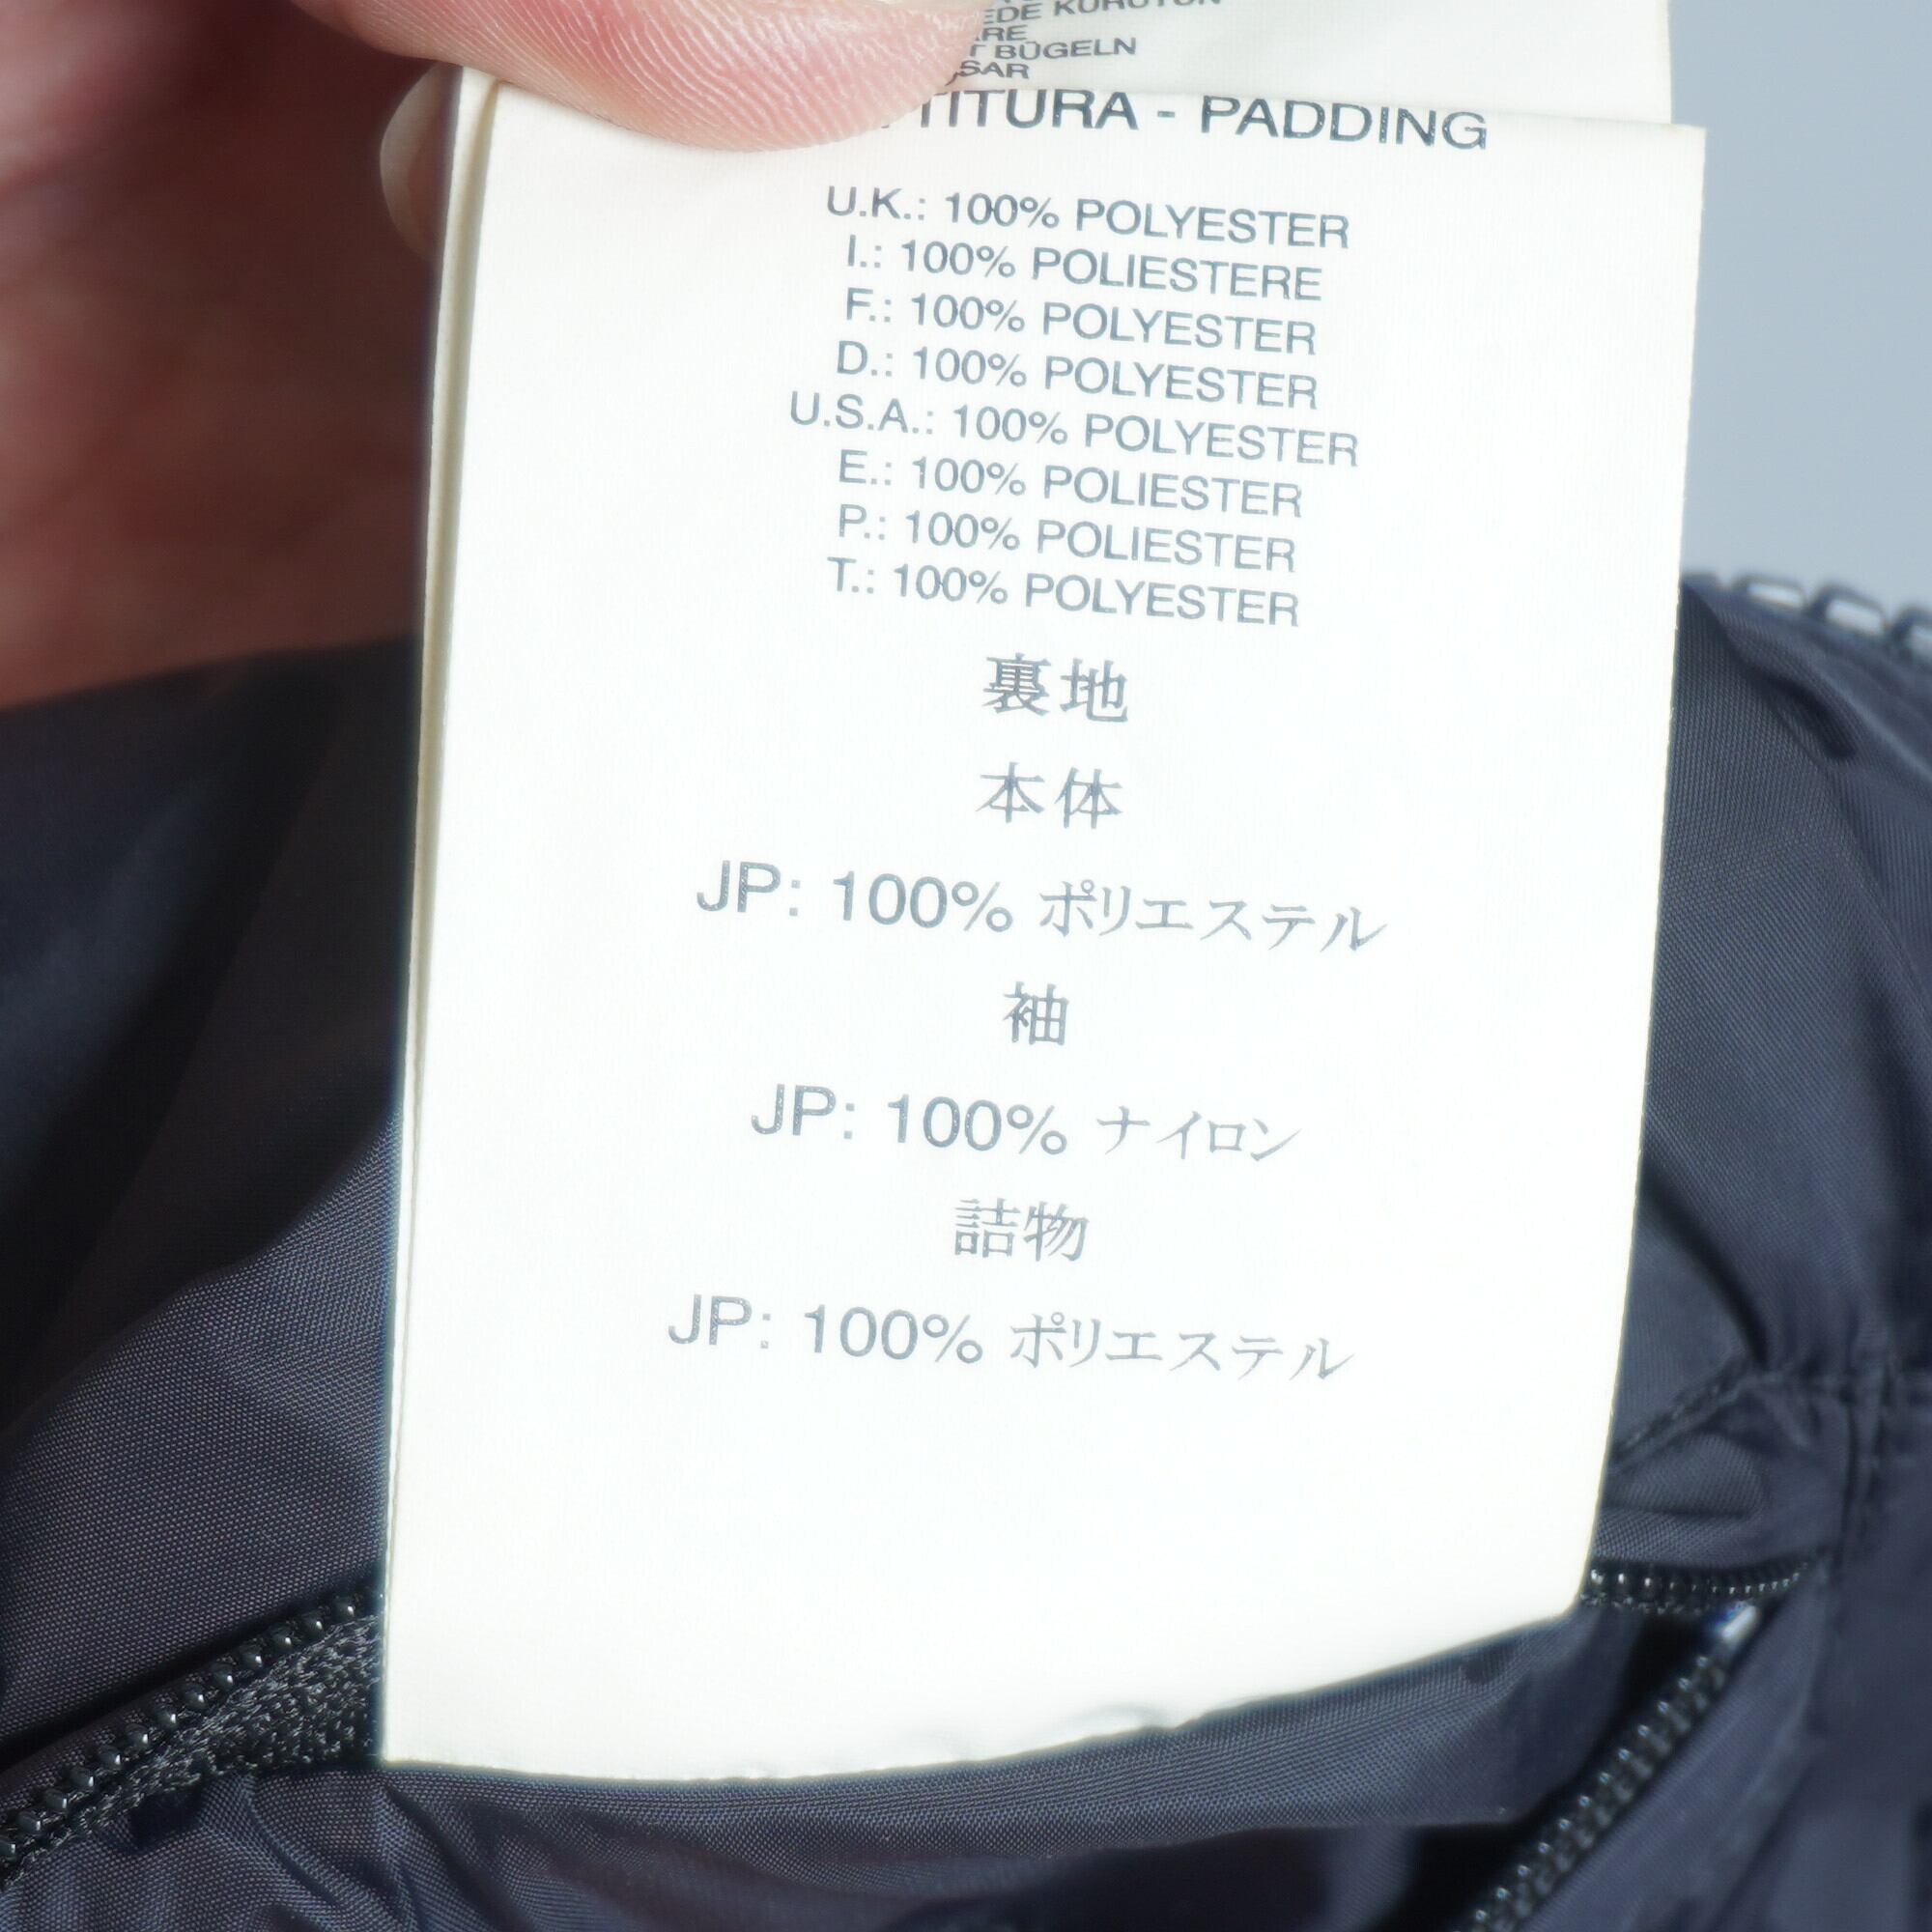 BÜGELN
PADDING
U.K.: 100% POLYESTER
I.: 100% POLIESTERE
F.: 100% POLYESTER
D.: 100% POLYESTER
U.S.A.: 100% POLYESTER
E.: 100% POLIESTER
P.: 100% POLIESTER
T.: 100% POLYESTER
裏地
本体
JP: 100% ポリエステル
袖
JP: 100% ナイロン
詰物
JP: 100% ポリエステル